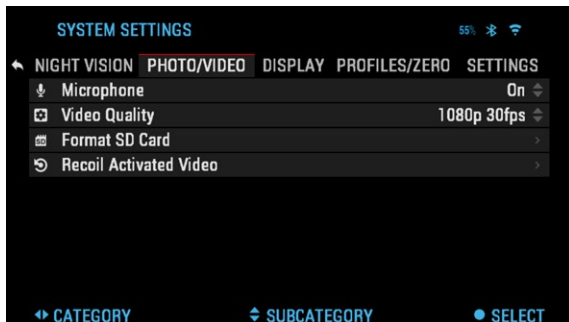 SYSTEM SETTINGS 55%
NIGHT VISION PHOTO/VIDEO DISPLAY PROFILES/ZERO SETTINGS
Microphone On
Video Quality 1080p 30fps
SD Format SD Card
Recoil Activated Video
CATEGORY SUBCATEGORY SELECT